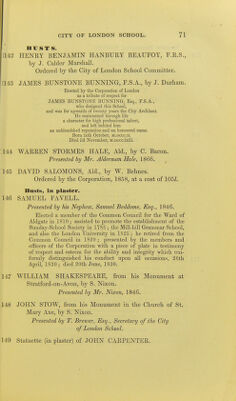 CITY OF LONDON SCHOOL. 71
BUSTS.
142 HENRY BENJAMIN HANBURY BEAUFOY, F.R.S.,
by J. Calder Marshall.
Ordered by the City of London School Committee.
143 JAMES BUNSTONE BUNNING, F.S.A., by J. Durham.
Erected by the Corporation of London
as a tribute of respect for
JAMES BUNSTONE BUNNING, Esq., F.S.A.,
who designed this School,
and was for upwards of twenty years the City Architect.
He maintained through life
a character for high professional talent,
and left behind him
an unblemished reputation and an honoured name.
Born
Died
144 WARREN STORMES HALE, Ald., by C. Bacon.
Presented by Mr. Alderman Hale, 1866.
145 DAVID SALOMONS, Ald., by W. Behnes.
Ordered by the Corporation, 1858, at a cost of 105l.
Busts, in plaster.
146 SAMUEL FAVELL.
Presented by his Nephew, Samuel Beddome, Esq., 1846.
Elected a member of the Common Council for the Ward of
Aldgate in 1810; assisted to promote the establishment of the
Sunday-School Society in 1785; the Mill-hill Grammar School,
and also the London University in 1825; he retired from the
Common Council in 1829; presented by the members and
officers of the Corporation with a piece of plate in testimony
of respect and esteem for the ability and integrity which uni-
formly distinguished his conduct upon all occasions, 30th
April, 1810; died 20th June, 1830.
147 WILLIAM SHAKESPEARE, from his Monument at
Stratford-on-Avon, by S. Nixon.
Presented by Mr. Nixon, 1846.
148 JOHN STOW, from his Monument in the Church of St.
Mary Axe, by S. Nixon.
Presented by T. Brewer, Esq., Secretary of the City
of London School.
149 Statuette (in plaster) of JOHN CARPENTER.